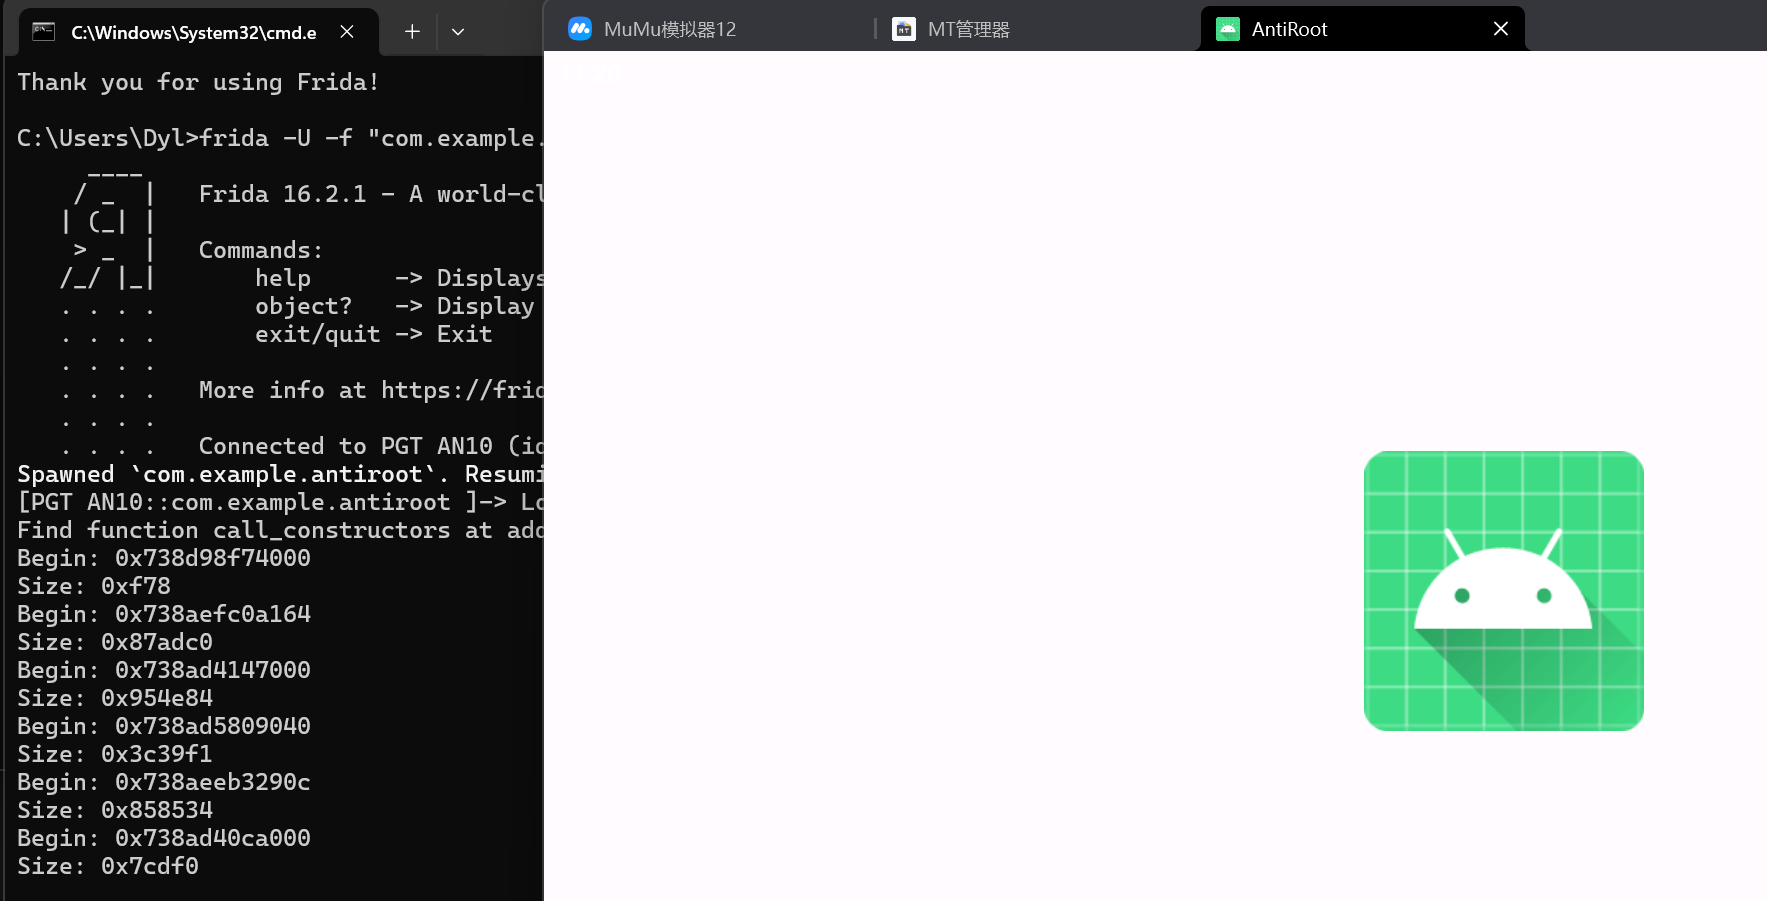 C:\Windows\System32\cmd.e
MuMu模拟器12
MT管理器
AntiRoot
Thank you for using Frida!
C:\Users\Dyl>frida -U -f "com.example.
____
/ _  |   Frida 16.2.1 - A world-cl
| (_| |
> _  |   Commands:
/_/ |_|       help      -> Displays
. . . .       object?   -> Display
. . . .       exit/quit -> Exit
. . . .
. . . .   More info at https://frid
. . . .
. . . .   Connected to PGT AN10 (id
Spawned `com.example.antiroot`. Resumi
[PGT AN10::com.example.antiroot ]-> Lo
Find function call_constructors at add
Begin: 0x738d98f74000
Size: 0xf78
Begin: 0x738aefc0a164
Size: 0x87adc0
Begin: 0x738ad4147000
Size: 0x954e84
Begin: 0x738ad5809040
Size: 0x3c39f1
Begin: 0x738aeeb3290c
Size: 0x858534
Begin: 0x738ad40ca000
Size: 0x7cdf0